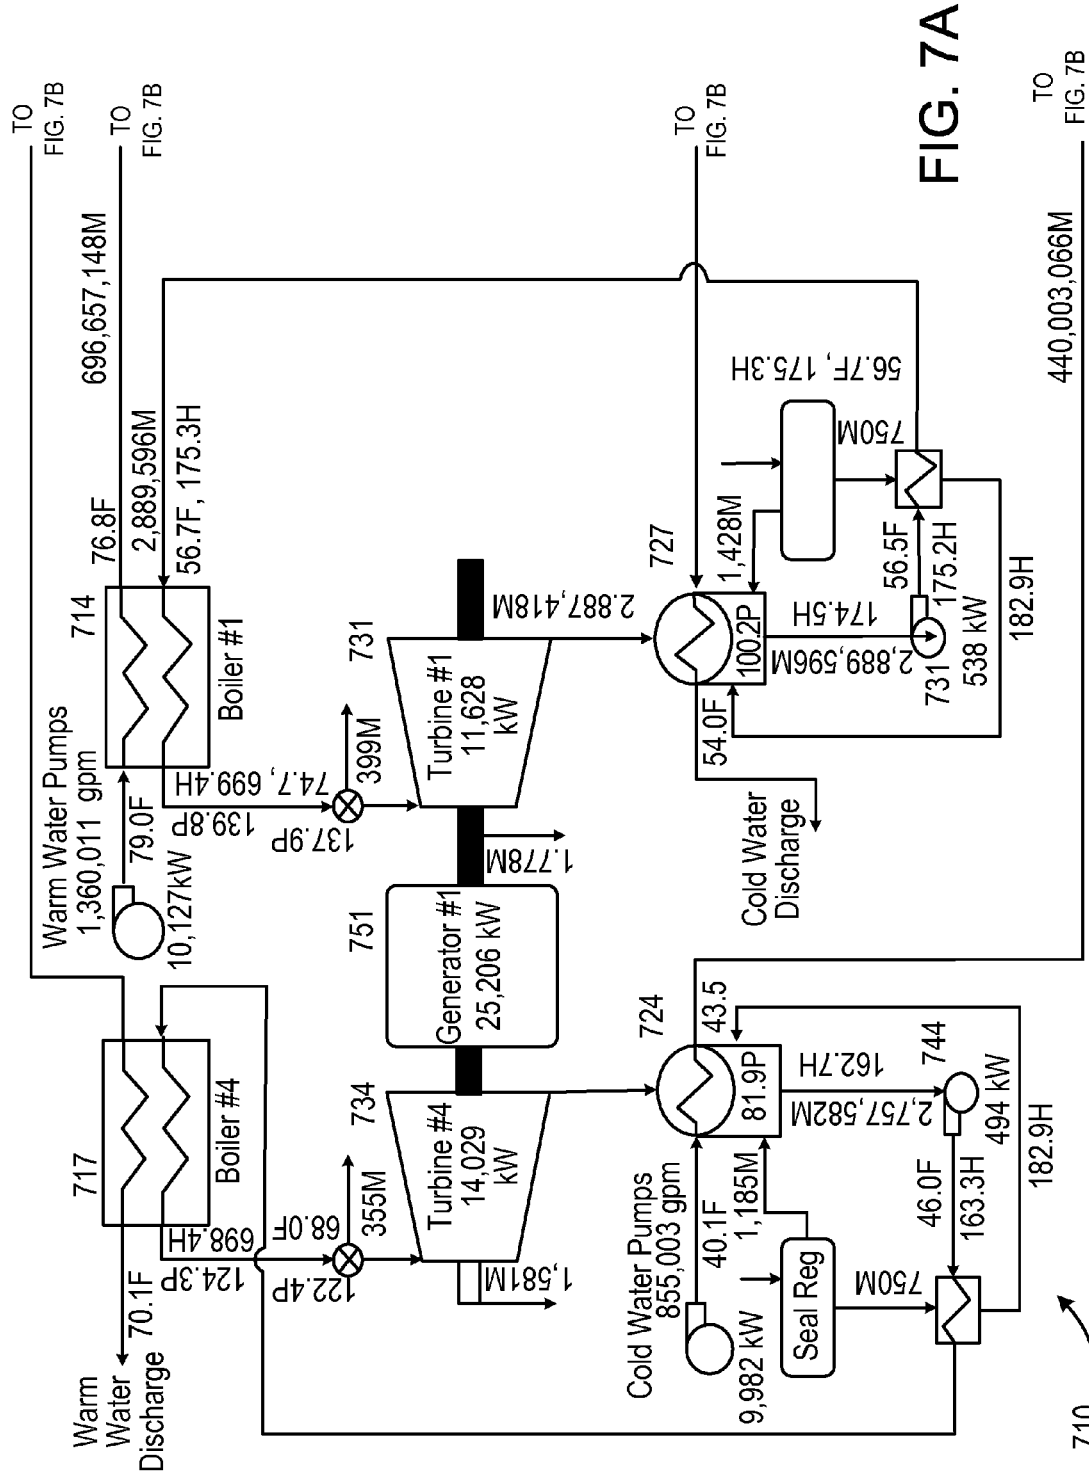 TO
FIG. 7B
TO
FIG. 7B
TO
FIG. 7B
TO
FIG. 7B
FIG. 7A
696,657,148M
76.8F
2,889,596M
56.7F, 175.3H
714
Boiler #1
Warm Water Pumps
1,360,011 gpm
79.0F
10,127kW
139.8P
74.7, 699.4H
137.9P
399M
717
Boiler #4
70.1F
Warm
Water
Discharge
124.3P
698.4H
68.0F
122.4P
355M
734
Turbine #4
14,029
kW
1,581M
751
Generator #1
25,206 kW
1.778M
731
Turbine #1
11,628
kW
2.887,418M
727
100.2P
54.0F
Cold Water
Discharge
1,428M
750M
56.7F, 175.3H
174.5H
2,889,596M
56.5F
175.2H
731
538 kW
182.9H
440,003,066M
724
43.5
81.9P
162.7H
2,757,582M
744
494 kW
Cold Water Pumps
855,003 gpm
40.1F
9,982 kW
1,185M
Seal Reg
750M
46.0F
163.3H
182.9H
710